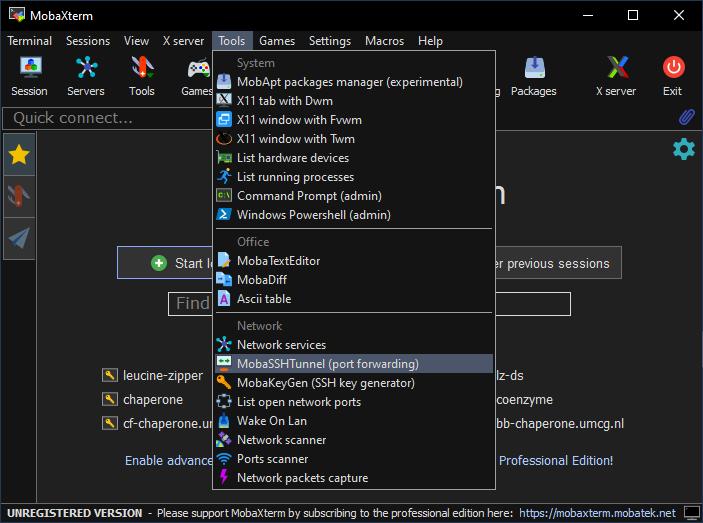 MobaXterm
Terminal Sessions View X server Tools Games Settings Macros Help
Session Servers Tools Games Packages X server Exit
Quick connect...
System
MobApt packages manager (experimental)
X11 tab with Dwm
X11 window with Fvwm
X11 window with Twm
List hardware devices
List running processes
Command Prompt (admin)
Windows Powershell (admin)
Office
MobaTextEditor
MobaDiff
Ascii table
Network
Network services
MobaSSHTunnel (port forwarding)
MobaKeyGen (SSH key generator)
List open network ports
Wake On Lan
Network scanner
Ports scanner
Network packets capture
Start previous sessions
Find
leucine-zipper lz-ds
chaperone coenzyme
cf-chaperone.um bb-chaperone.umcg.nl
Enable advance Professional Edition!
UNREGISTERED VERSION - Please support MobaXterm by subscribing to the professional edition here: https://mobaxterm.mobatek.net